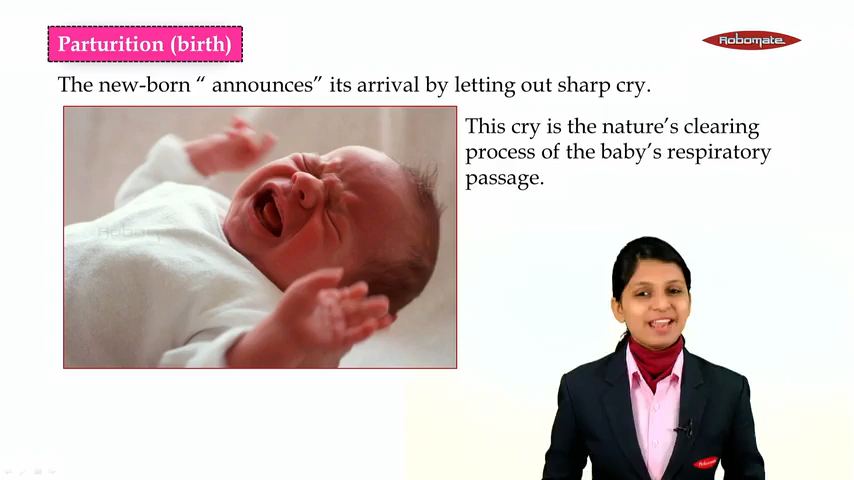 Parturition (birth)
Robomate
The new-born “ announces” its arrival by letting out sharp cry.
This cry is the nature’s clearing
process of the baby’s respiratory
passage.
Robomate